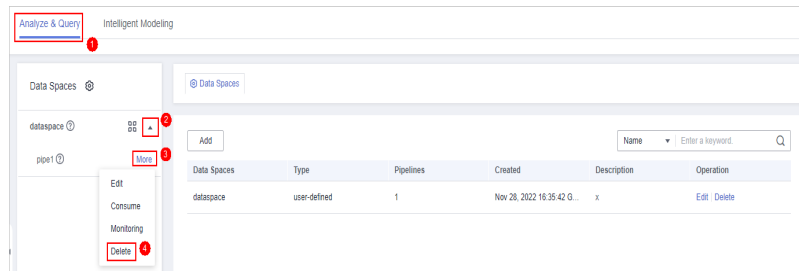 Analyze & Query Intelligent Modeling
1
Data Spaces
Data Spaces
dataspace
2
pipe1 More 3
Edit
Consume
Monitoring
Delete 4
Add Name Enter a keyword.
Data Spaces Type Pipelines Created Description Operation
dataspace user-defined 1 Nov 28, 2022 16:35:42 G... x Edit Delete